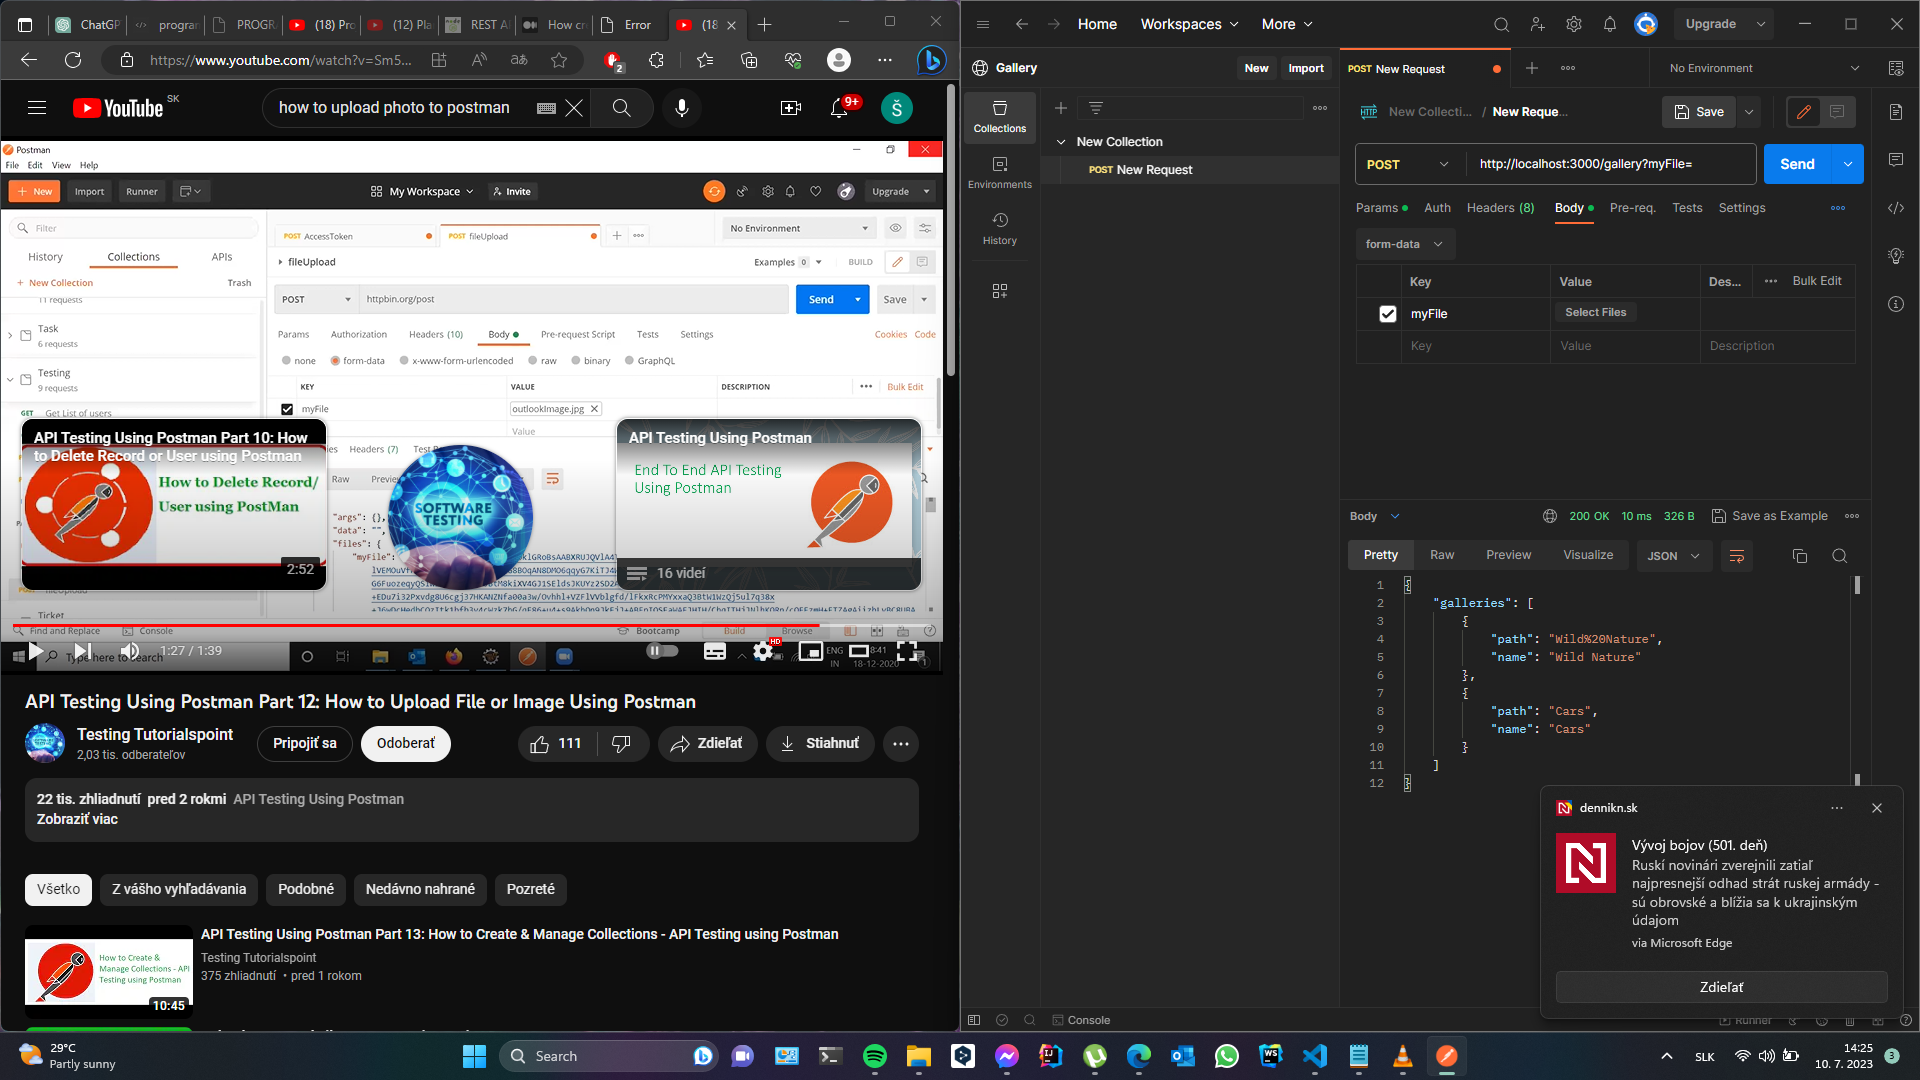 ChatGP
program
PROGRA
(18) Pro
(12) Pla
REST A
How cr
Error
(18
https://www.youtube.com/watch?v=Sm5...
2
YouTube SK
how to upload photo to postman
9+
Š
Postman
File Edit View Help
New Import Runner
My Workspace
Invite
Upgrade
Filter
History Collections APIs
New Collection
Trash
11 requests
Task
6 requests
Testing
9 requests
GET Get List of users
POST AccessToken
POST fileUpload
No Environment
fileUpload
Examples 0
BUILD
POST
httpbin.org/post
Send
Save
Params Authorization Headers (10) Body Pre-request Script Tests Settings
Cookies Code
none form-data x-www-form-urlencoded raw binary GraphQL
KEY VALUE DESCRIPTION
Bulk Edit
myFile
outlookImage.jpg
Value
Headers (7)
Raw
"args": {},
"data": "",
"files": {
"myFile":
API Testing Using Postman Part 10: How
to Delete Record or User using Postman
How to Delete Record/
User using PostMan
2:52
SOFTWARE
TESTING
API Testing Using Postman
End To End API Testing
Using PostMan
16 videí
Ticket
Find and Replace Console
Bootcamp Build Browse
Type here to search
1:27 / 1:39
HD
ENG
IN
18-12-2020
API Testing Using Postman Part 12: How to Upload File or Image Using Postman
Testing Tutorialspoint
2,03 tis. odberateľov
Pripojiť sa
Odoberať
111
Zdieľať
Stiahnuť
22 tis. zhliadnutí pred 2 rokmi API Testing Using Postman
Zobraziť viac
Všetko
Z vášho vyhľadávania
Podobné
Nedávno nahrané
Pozreté
How to Create &
Manage Collections - API
Testing using Postman
10:45
API Testing Using Postman Part 13: How to Create & Manage Collections - API Testing using Postman
Testing Tutorialspoint
375 zhliadnutí • pred 1 rokom
Home Workspaces More
Upgrade
Gallery
New Import
Collections
Environments
History
New Collection
POST New Request
POST New Request
No Environment
HTTP New Collecti... / New Reque...
Save
POST
http://localhost:3000/gallery?myFile=
Send
Params Auth Headers (8) Body Pre-req. Tests Settings
form-data
Key Value Des... Bulk Edit
myFile Select Files
Key Value Description
Body
200 OK 10 ms 326 B
Save as Example
Pretty Raw Preview Visualize JSON
1 {
2 "galleries": [
3 {
4 "path": "Wild%20Nature",
5 "name": "Wild Nature"
6 },
7 {
8 "path": "Cars",
9 "name": "Cars"
10 }
11 ]
12 }
dennikn.sk
N
Vývoj bojov (501. deň)
Ruskí novinári zverejnili zatiaľ
najpresnejší odhad strát ruskej armády -
sú obrovské a blížia sa k ukrajinským
údajom
via Microsoft Edge
Zdieľať
Console
Runner
29°C
Partly sunny
Search
SLK
14:25
10. 7. 2023
3